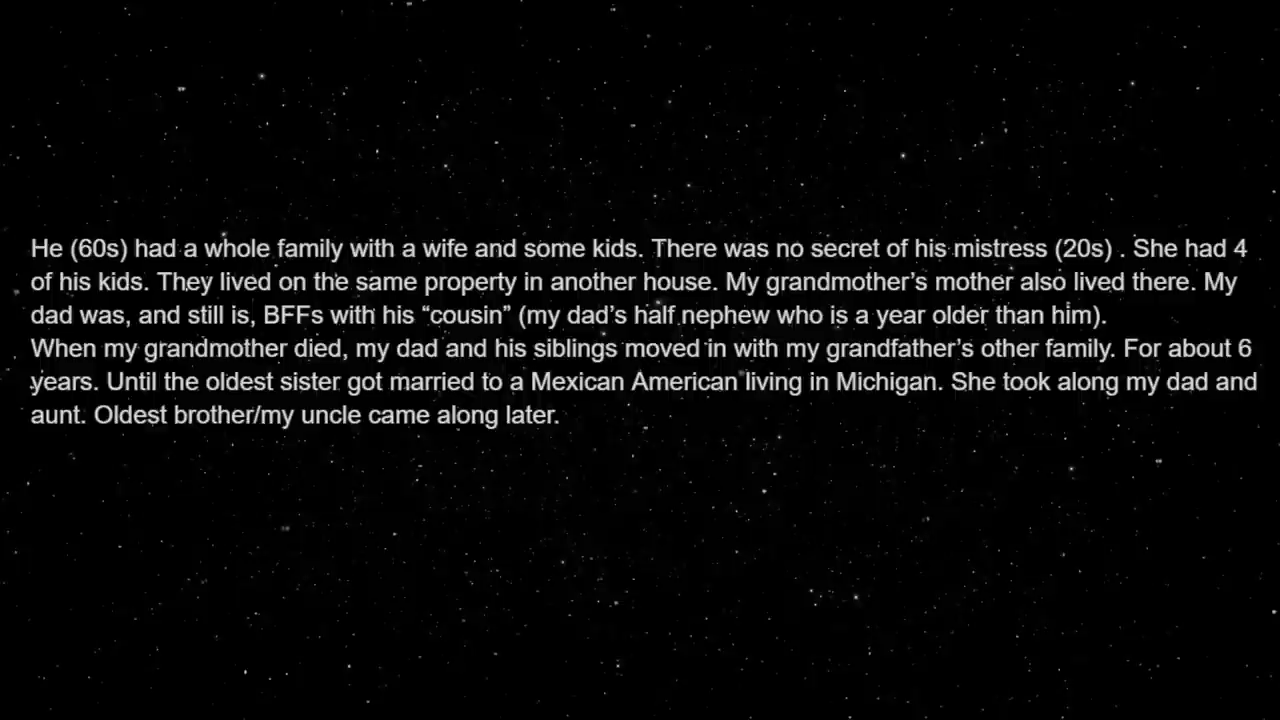 He (60s) had a whole family with a wife and some kids. There was no secret of his mistress (20s) . She had 4
of his kids. They lived on the same property in another house. My grandmother’s mother also lived there. My
dad was, and still is, BFFs with his “cousin” (my dad’s half nephew who is a year older than him).
When my grandmother died, my dad and his siblings moved in with my grandfather’s other family. For about 6
years. Until the oldest sister got married to a Mexican American living in Michigan. She took along my dad and
aunt. Oldest brother/my uncle came along later.